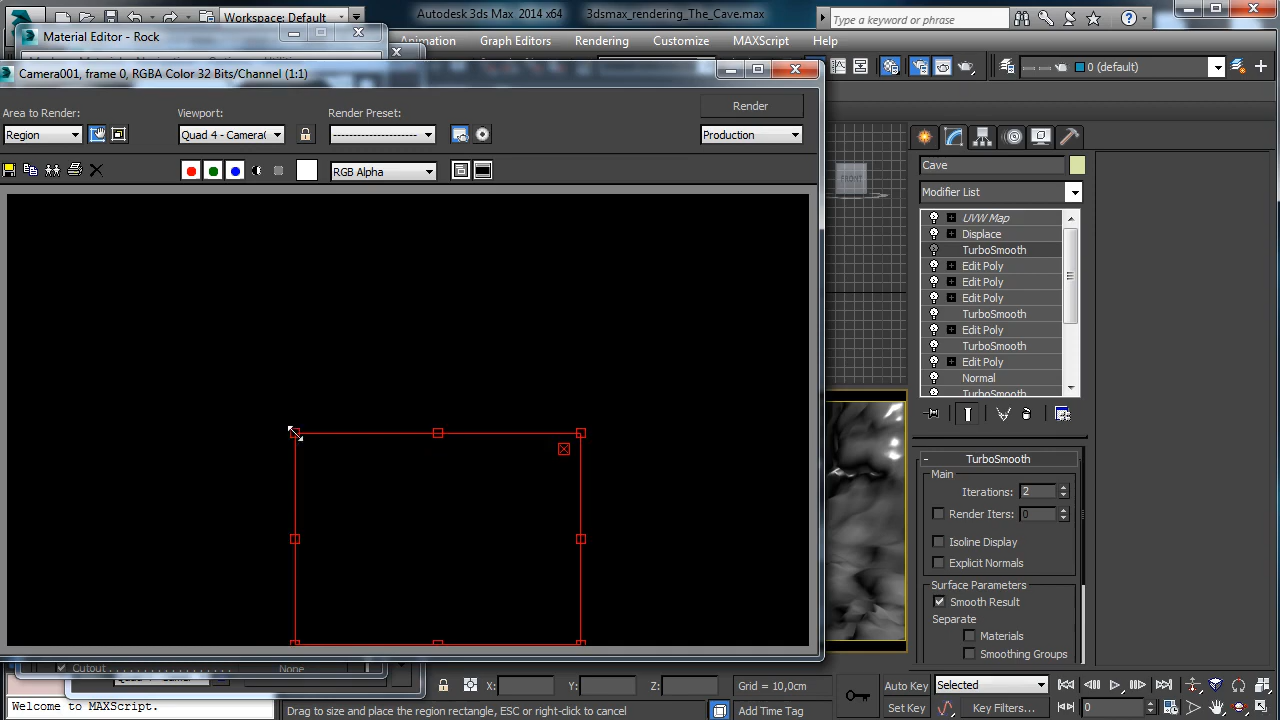 Workspace: Default
Autodesk 3ds Max 2014 x64
3dsmax_rendering_The_Cave.max
Type a keyword or phrase
Material Editor - Rock
Animation
Graph Editors
Rendering
Customize
MAXScript
Help
Camera001, frame 0, RGBA Color 32 Bits/Channel (1:1)
0 (default)
Area to Render:
Viewport:
Render Preset:
Render
Region
Quad 4 - Camera0
--------------------
Production
RGB Alpha
FRONT
Cave
Modifier List
UVW Map
Displace
TurboSmooth
Edit Poly
Edit Poly
Edit Poly
TurboSmooth
Edit Poly
TurboSmooth
Edit Poly
Normal
TurboSmooth
- TurboSmooth
Main
Iterations: 2
Render Iters: 0
Isoline Display
Explicit Normals
Surface Parameters
Smooth Result
Separate
Materials
Smoothing Groups
Cutout . . . . . . . . . . . . .
None
X:
Y:
Z:
Grid = 10,0cm
Auto Key
Selected
Welcome to MAXScript.
Drag to size and place the region rectangle, ESC or right-click to cancel
Add Time Tag
Set Key
Key Filters...
0